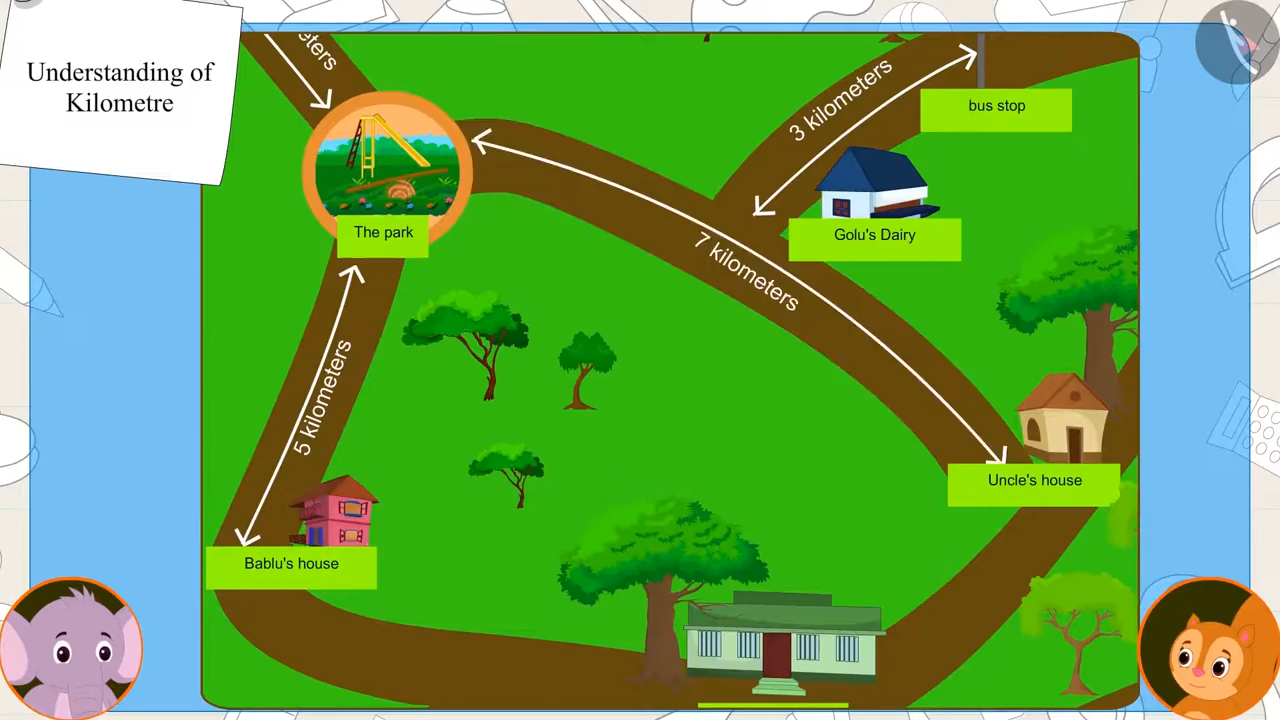 Understanding of
Kilometre
3 kilometers
bus stop
The park
Golu's Dairy
7 kilometers
5 kilometers
Uncle's house
Bablu's house